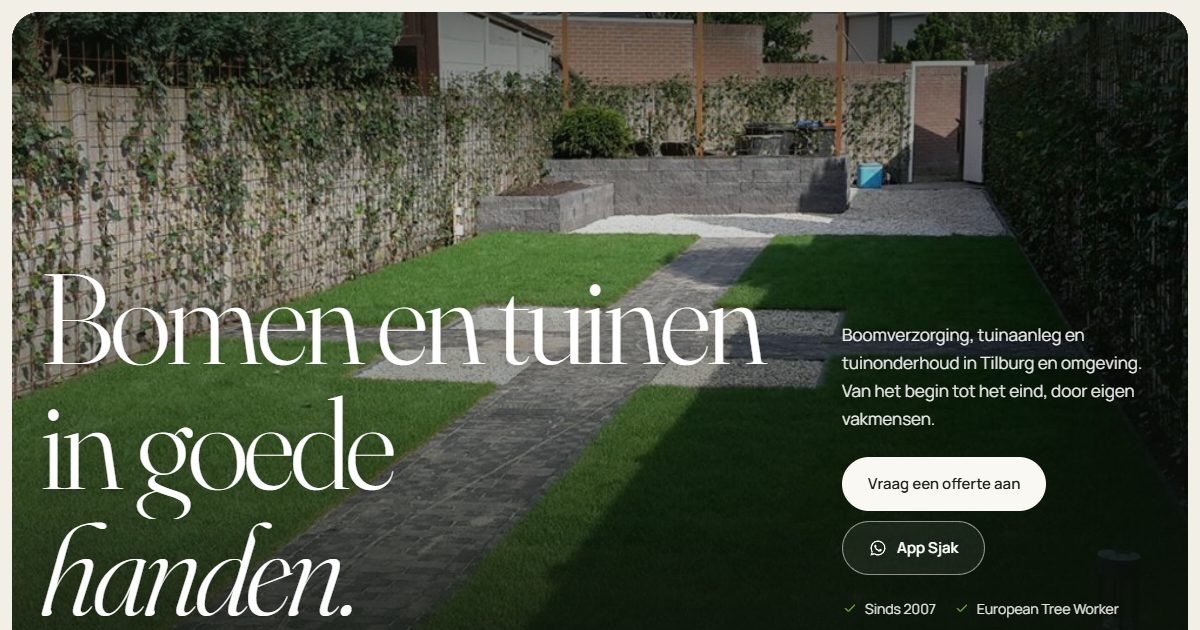 Bomen en tuinen
in goede
handen.
Boomverzorging, tuinaanleg en
tuinonderhoud in Tilburg en omgeving.
Van het begin tot het eind, door eigen
vakmensen.
Vraag een offerte aan
App Sjak
Sinds 2007
European Tree Worker